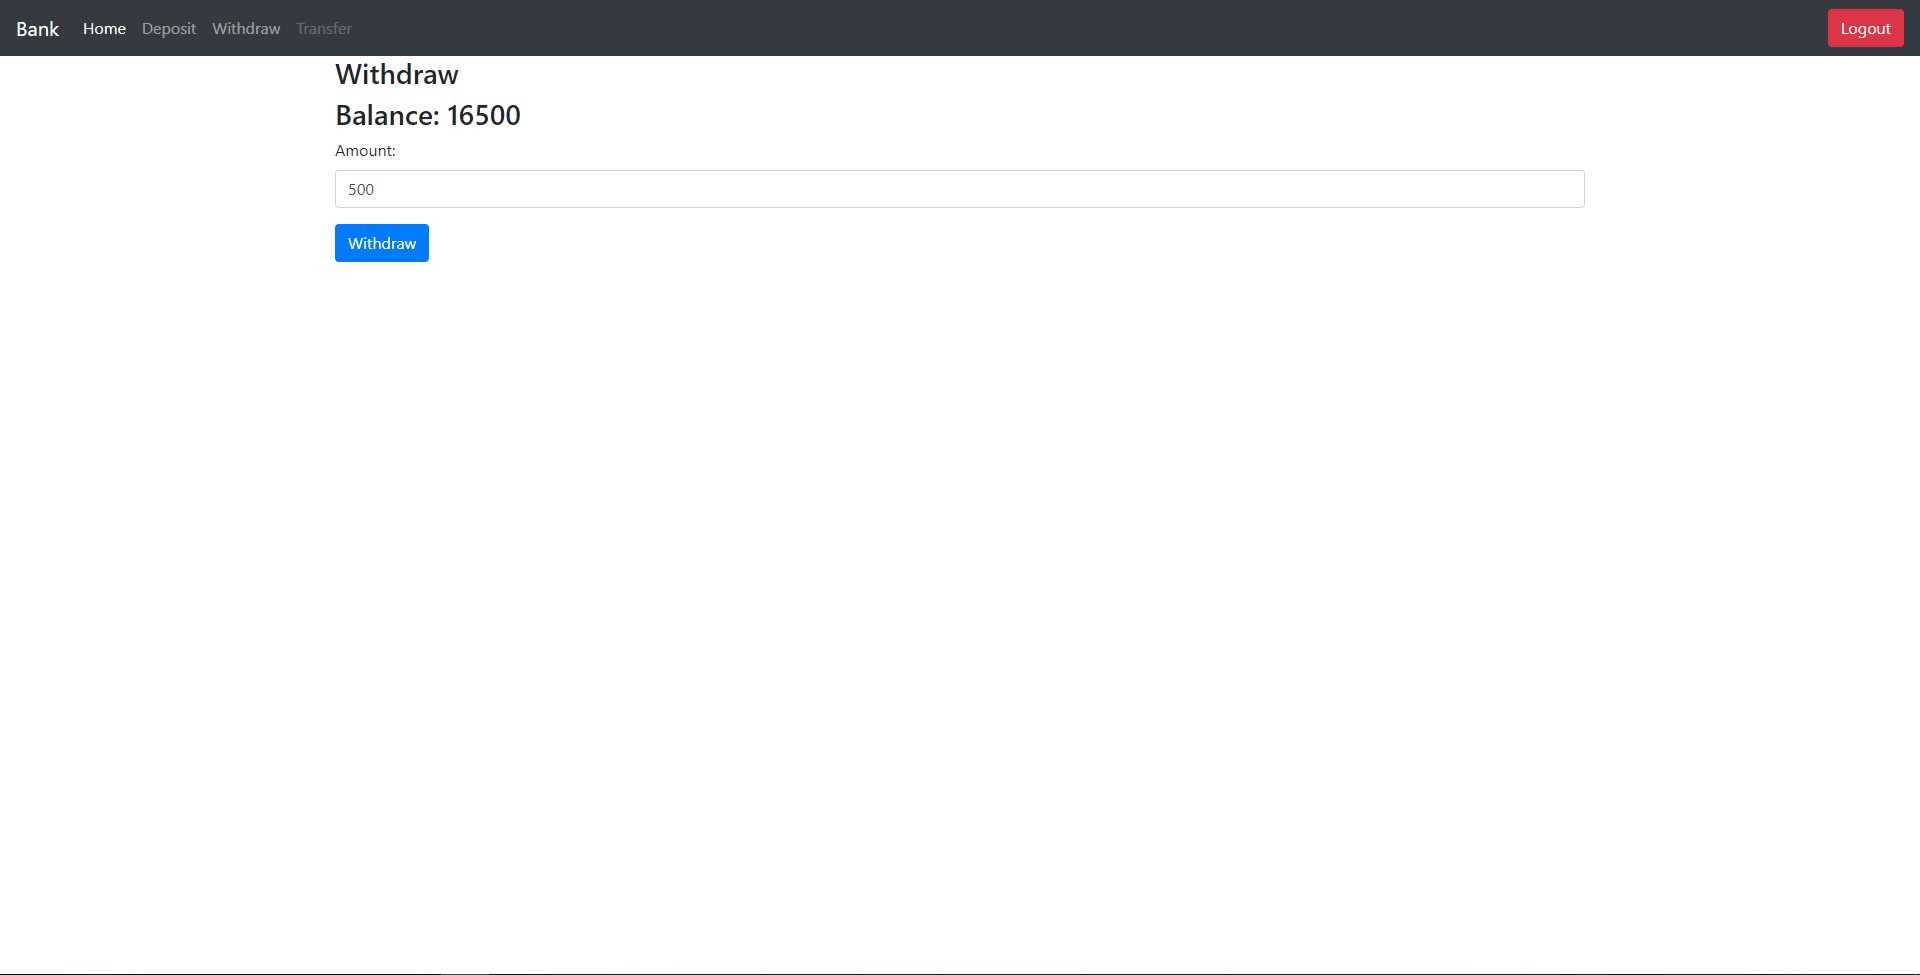 Bank Home Deposit Withdraw Transfer Logout
Withdraw
Balance: 16500
Amount:
500
Withdraw